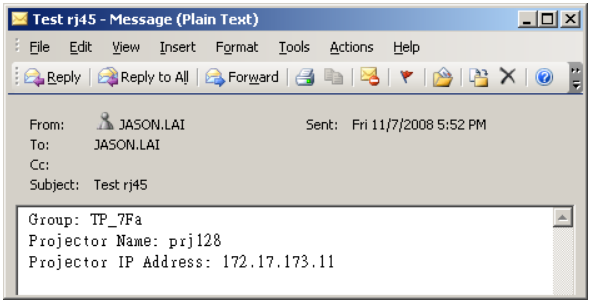 Test rj45 - Message (Plain Text)
File Edit View Insert Format Tools Actions Help
Reply Reply to All Forward
From: JASON.LAI Sent: Fri 11/7/2008 5:52 PM
To: JASON.LAI
Cc:
Subject: Test rj45
Group: TP_7Fa
Projector Name: prj128
Projector IP Address: 172.17.173.11